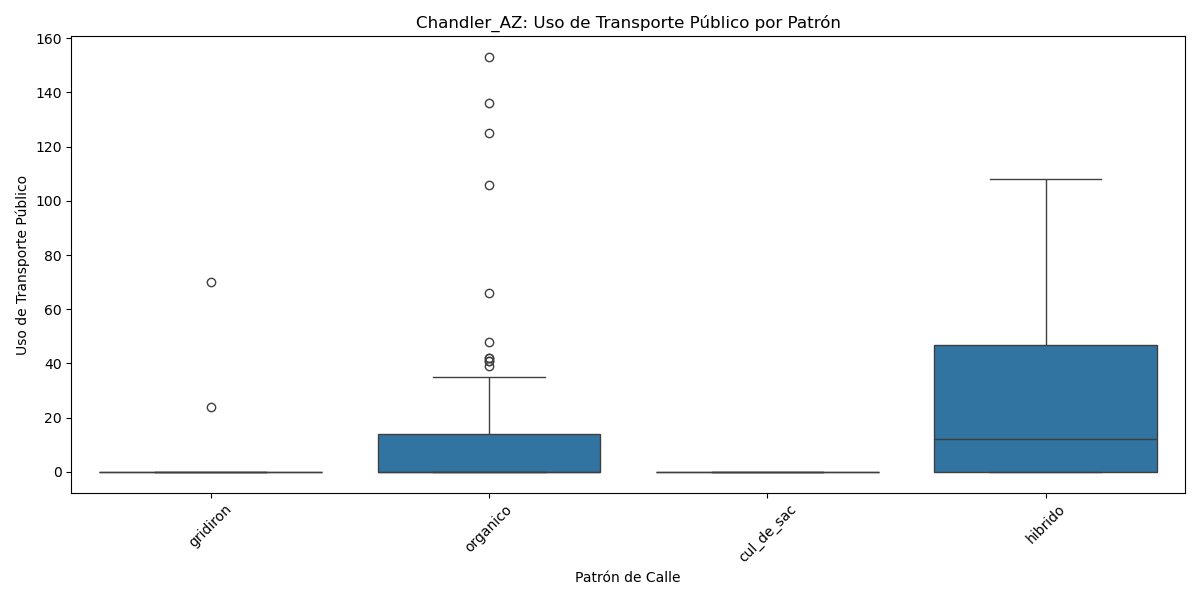 Chandler_AZ: Uso de Transporte Público por Patrón
Uso de Transporte Público
160
140
120
100
80
60
40
20
0
gridiron
organico
cul_de_sac
hibrido
Patrón de Calle